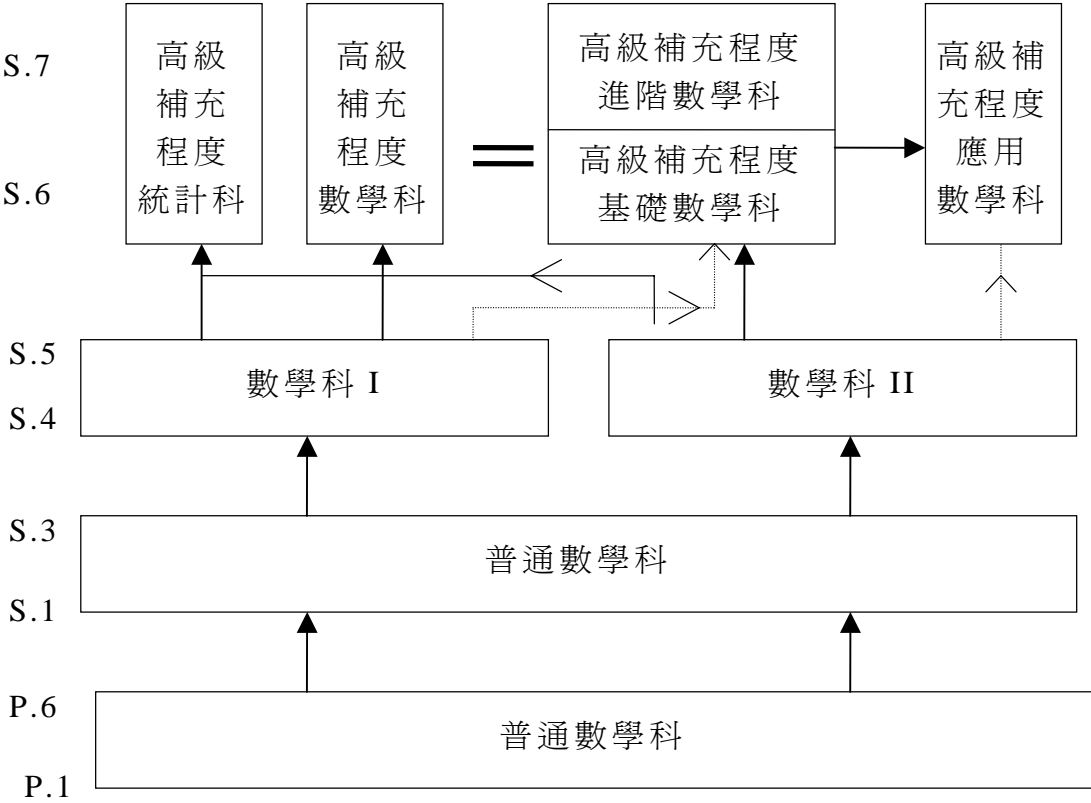 S.7
S.6
高級
補充
程度
統計科
高級
補充
程度
數學科
=
高級補充程度
進階數學科
高級補充程度
基礎數學科
高級補
充程度
應用
數學科
S.5
S.4
數學科 I
數學科 II
S.3
S.1
普通數學科
P.6
P.1
普通數學科